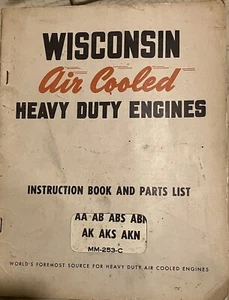 WISCONSIN
Air Cooled
HEAVY DUTY ENGINES
INSTRUCTION BOOK AND PARTS LIST
AA AB ABS ABN
AK AKS AKN
MM-253-C
WORLD'S FOREMOST SOURCE FOR HEAVY DUTY AIR COOLED ENGINES